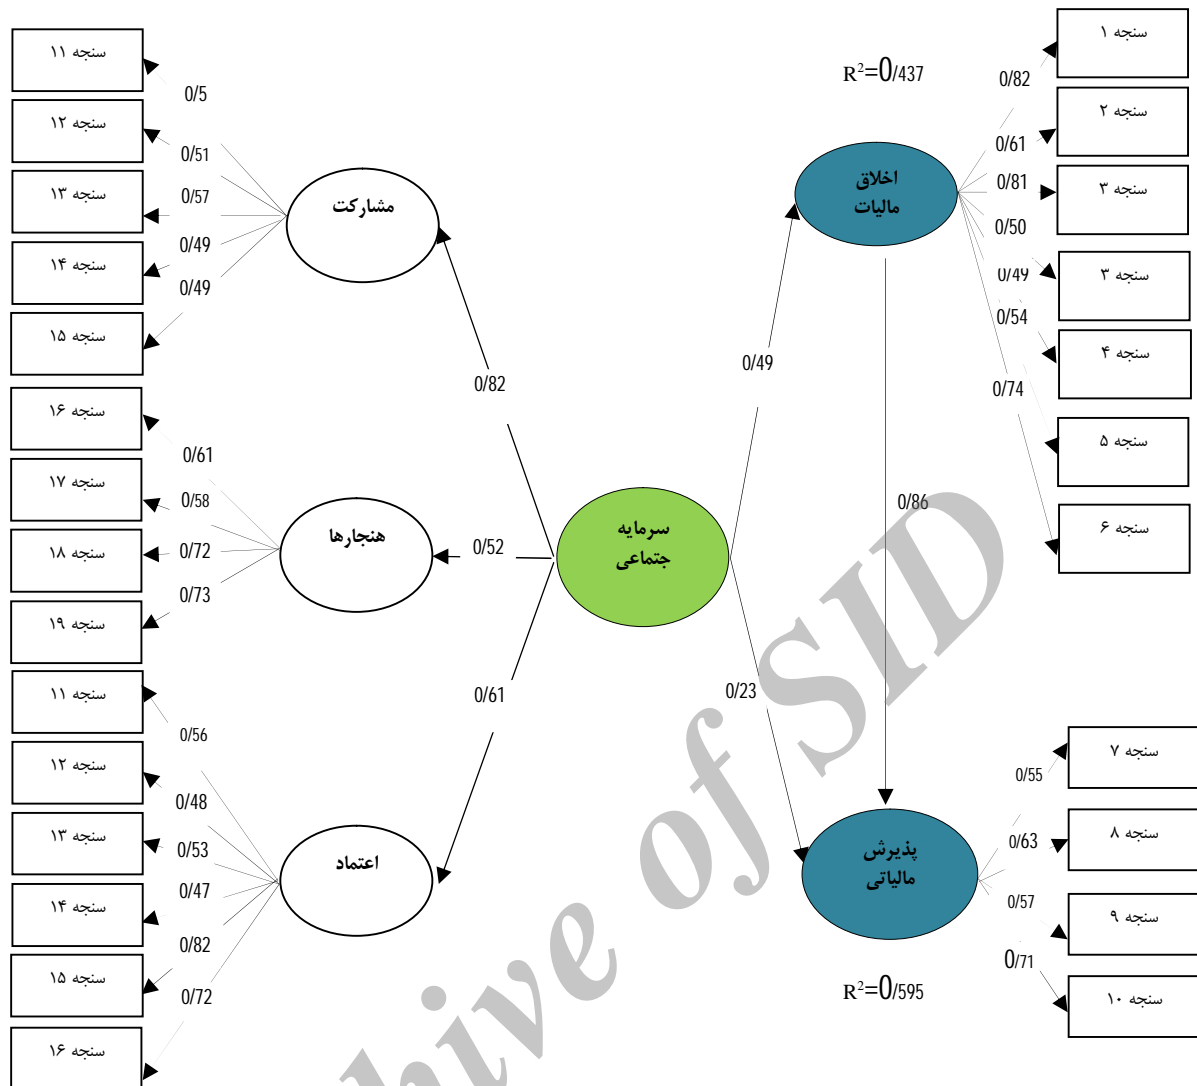 سنجه ۱
سنجه ۲
سنجه ۳
سنجه ۳
سنجه ۴
سنجه ۵
سنجه ۶
0/82
0/61
0/81
0/50
0/49
0/54
0/74
R²=0/437
اخلاق
مالیات
0/49
0/86
0/23
سرمایه
جتماعی
پذیرش
مالیاتی
R²=0/595
0/55
0/63
0/57
0/71
سنجه ۷
سنجه ۸
سنجه ۹
سنجه ۱۰
0/82
0/52
0/61
مشارکت
0/5
0/51
0/57
0/49
0/49
سنجه ۱۱
سنجه ۱۲
سنجه ۱۳
سنجه ۱۴
سنجه ۱۵
هنجارها
0/61
0/58
0/72
0/73
سنجه ۱۶
سنجه ۱۷
سنجه ۱۸
سنجه ۱۹
اعتماد
0/56
0/48
0/53
0/47
0/82
0/72
سنجه ۱۱
سنجه ۱۲
سنجه ۱۳
سنجه ۱۴
سنجه ۱۵
سنجه ۱۶
hive of SID